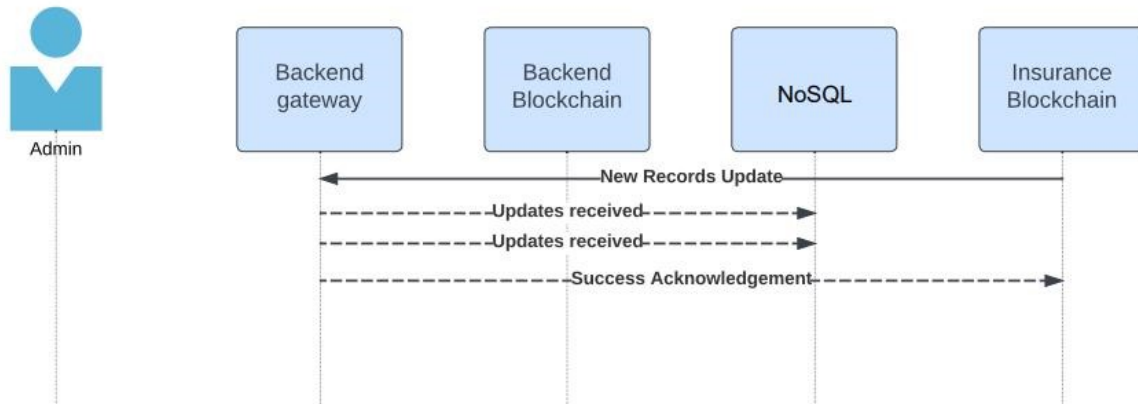 Admin
Backend
gateway
Backend
Blockchain
NoSQL
Insurance
Blockchain
New Records Update
Updates received
Updates received
Success Acknowledgement